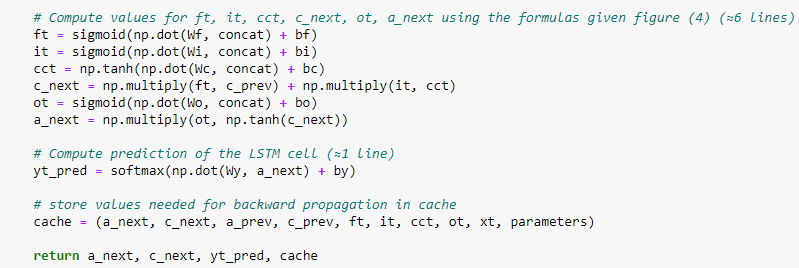 # Compute values for ft, it, cct, c_next, ot, a_next using the formulas given figure (4) (≈6 lines)
ft = sigmoid(np.dot(Wf, concat) + bf)
it = sigmoid(np.dot(Wi, concat) + bi)
cct = np.tanh(np.dot(Wc, concat) + bc)
c_next = np.multiply(ft, c_prev) + np.multiply(it, cct)
ot = sigmoid(np.dot(Wo, concat) + bo)
a_next = np.multiply(ot, np.tanh(c_next))
# Compute prediction of the LSTM cell (≈1 line)
yt_pred = softmax(np.dot(Wy, a_next) + by)
# store values needed for backward propagation in cache
cache = (a_next, c_next, a_prev, c_prev, ft, it, cct, ot, xt, parameters)
return a_next, c_next, yt_pred, cache